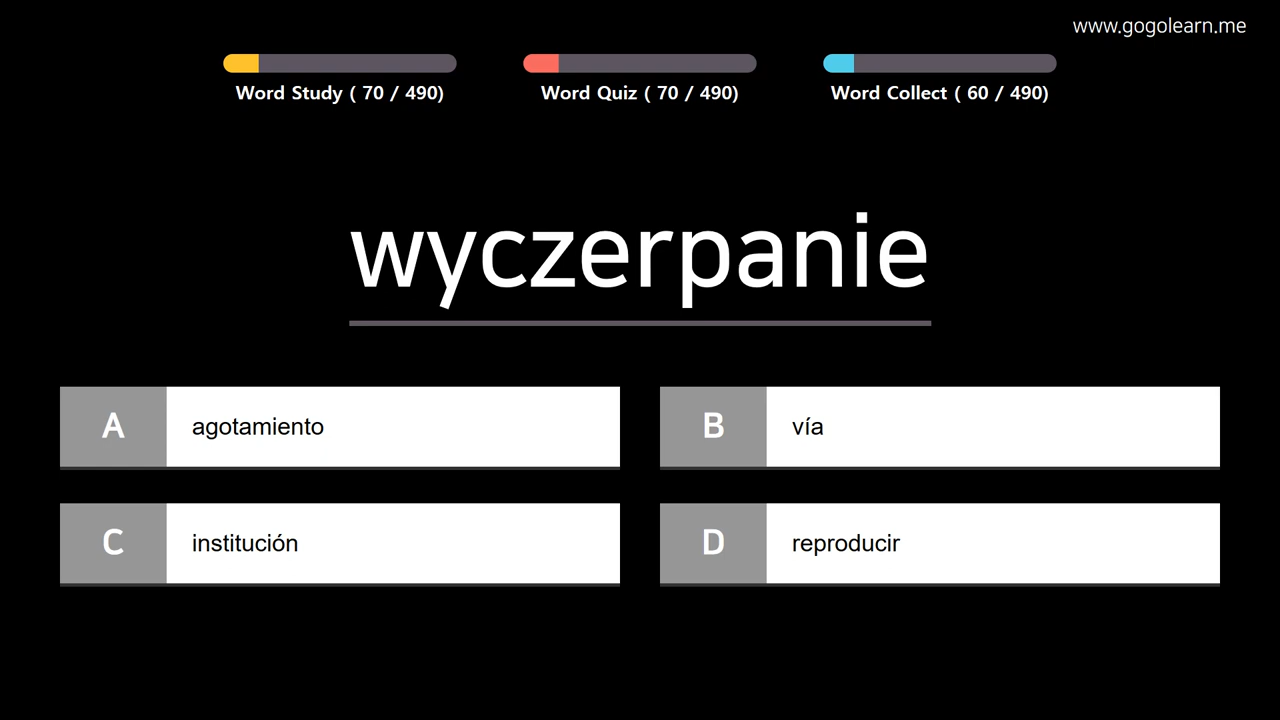 www.gogolearn.me
Word Study ( 70 / 490)
Word Quiz ( 70 / 490)
Word Collect ( 60 / 490)
wyczerpanie
A agotamiento
B vía
C institución
D reproducir